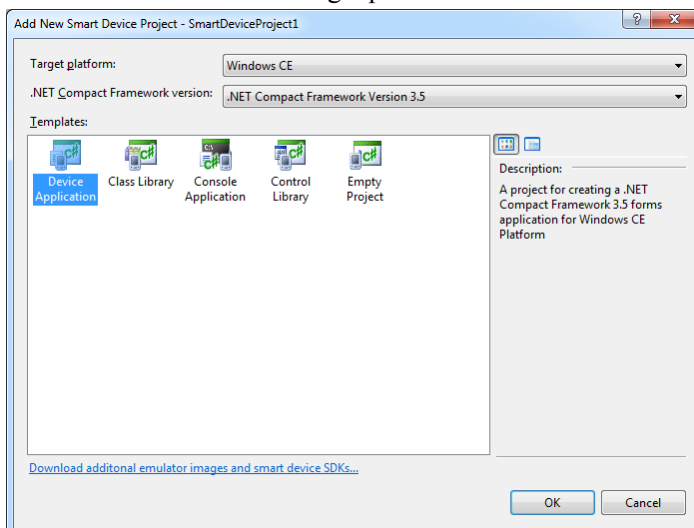 Add New Smart Device Project - SmartDeviceProject1
Target platform:
Windows CE
.NET Compact Framework version:
.NET Compact Framework Version 3.5
Templates:
Device Application
Class Library
Console Application
Control Library
Empty Project
Description:
A project for creating a .NET
Compact Framework 3.5 forms
application for Windows CE
Platform
Download additonal emulator images and smart device SDKs...
OK
Cancel